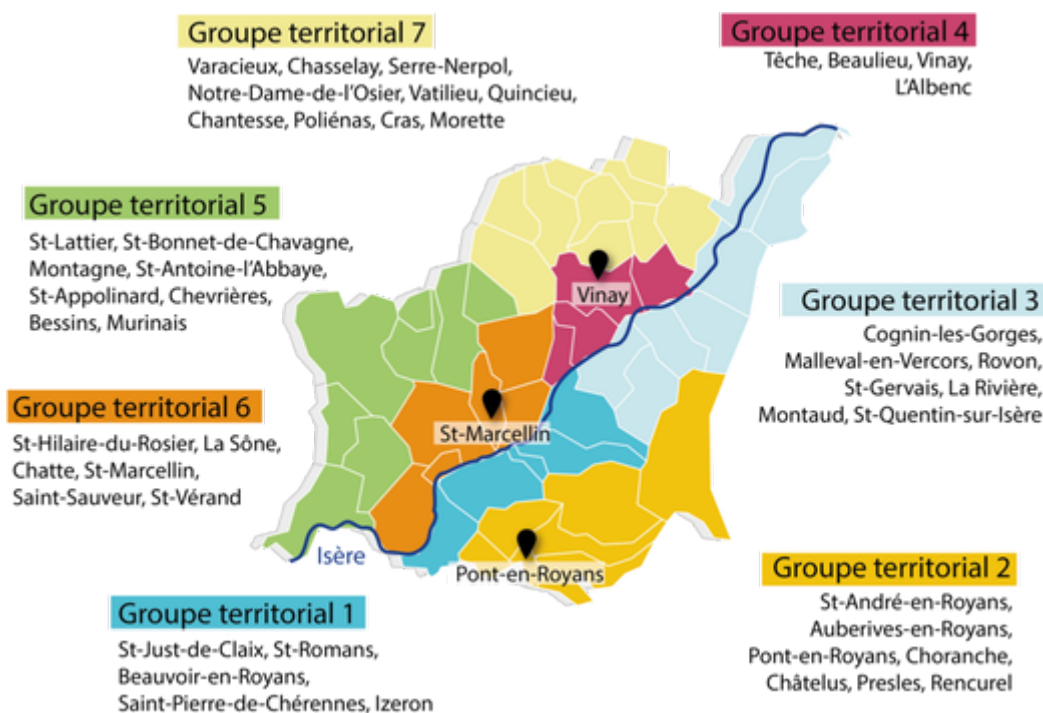 Groupe territorial 7
Varacieux, Chasselay, Serre-Nerpol,
Notre-Dame-de-l'Osier, Vatilieu, Quincieu,
Chantesse, Poliénas, Cras, Morette
Groupe territorial 4
Têche, Beaulieu, Vinay,
L'Albenc
Groupe territorial 5
St-Lattier, St-Bonnet-de-Chavagne,
Montagne, St-Antoine-l'Abbaye,
St-Appolinard, Chevrières,
Bessins, Murinais
Vinay
Groupe territorial 3
Cognin-les-Gorges,
Malleval-en-Vercors, Rovon,
St-Gervais, La Rivière,
Montaud, St-Quentin-sur-Isère
Groupe territorial 6
St-Hilaire-du-Rosier, La Sône,
Chatte, St-Marcellin,
Saint-Sauveur, St-Vérand
St-Marcellin
Isère
Pont-en-Royans
Groupe territorial 2
St-André-en-Royans,
Auberives-en-Royans,
Pont-en-Royans, Choranche,
Châtelus, Presles, Rencurel
Groupe territorial 1
St-Just-de-Claix, St-Romans,
Beauvoir-en-Royans,
Saint-Pierre-de-Chérennes, Izeron